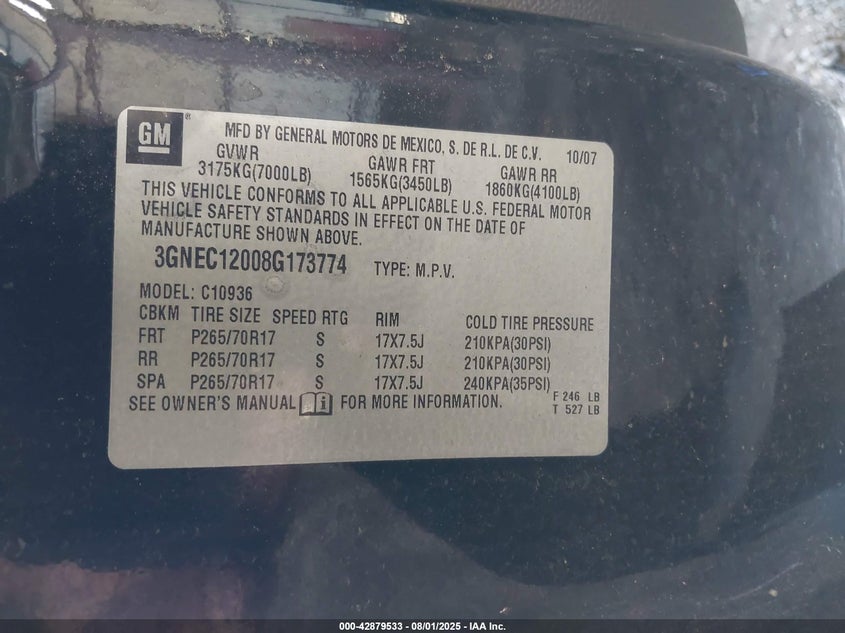 GM ®
MFD BY GENERAL MOTORS DE MEXICO, S. DE R.L. DE C.V. 10/07
GVWR GAWR FRT GAWR RR
3175KG(7000LB) 1565KG(3450LB) 1860KG(4100LB)
THIS VEHICLE CONFORMS TO ALL APPLICABLE U.S. FEDERAL MOTOR
VEHICLE SAFETY STANDARDS IN EFFECT ON THE DATE OF
MANUFACTURE SHOWN ABOVE.
3GNEC12008G173774 TYPE: M.P.V.
MODEL: C10936
CBKM TIRE SIZE SPEED RTG RIM COLD TIRE PRESSURE
FRT P265/70R17 S 17X7.5J 210KPA(30PSI)
RR P265/70R17 S 17X7.5J 210KPA(30PSI)
SPA P265/70R17 S 17X7.5J 240KPA(35PSI)
SEE OWNER'S MANUAL i FOR MORE INFORMATION. F 246 LB
T 527 LB
000-42879533 - 08/01/2025 - IAA Inc.